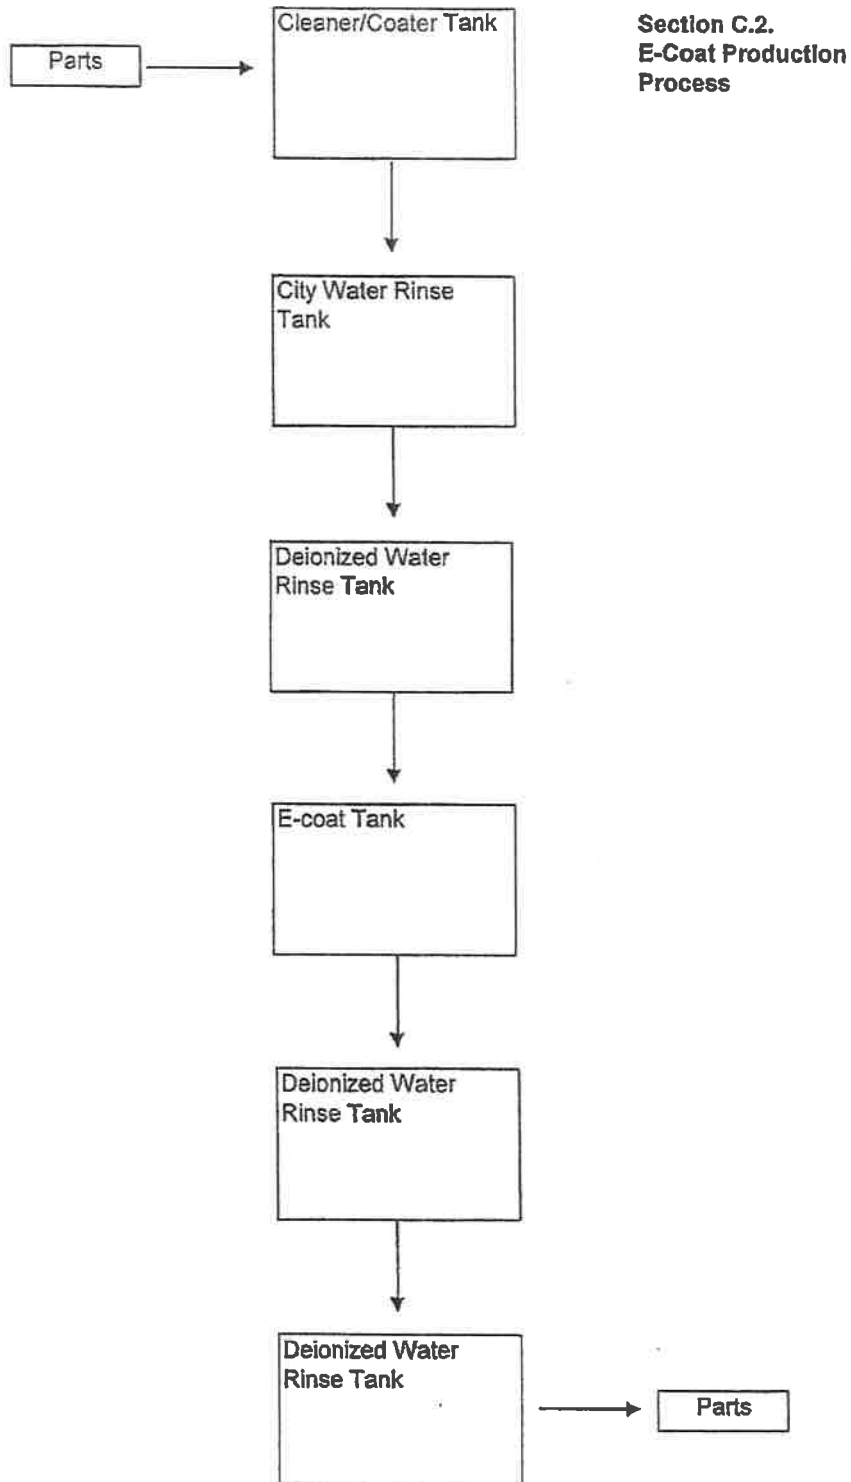 Cleaner/Coater Tank
Section C.2.
E-Coat Production
Process
Parts
City Water Rinse
Tank
Deionized Water
Rinse Tank
E-coat Tank
Deionized Water
Rinse Tank
Deionized Water
Rinse Tank
Parts